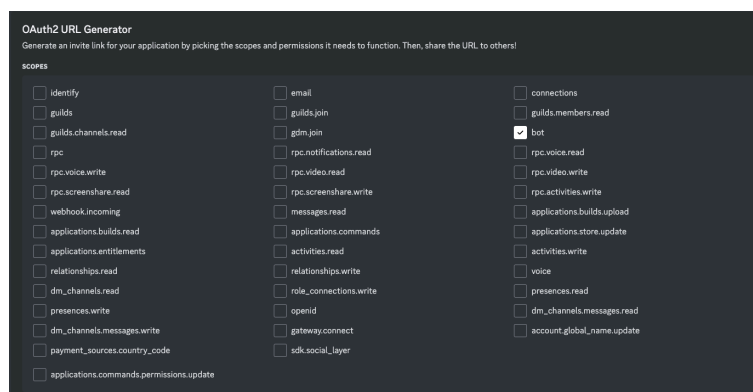 OAuth2 URL Generator
Generate an invite link for your application by picking the scopes and permissions it needs to function. Then, share the URL to others!
SCOPES
identify email connections
guilds guilds.join guilds.members.read
guilds.channels.read gdm.join bot
rpc rpc.notifications.read rpc.voice.read
rpc.voice.write rpc.video.read rpc.video.write
rpc.screenshare.read rpc.screenshare.write rpc.activities.write
webhook.incoming messages.read applications.builds.upload
applications.builds.read applications.commands applications.store.update
applications.entitlements activities.read activities.write
relationships.read relationships.write voice
dm_channels.read role_connections.write presences.read
presences.write openid dm_channels.messages.read
dm_channels.messages.write gateway.connect account.global_name.update
payment_sources.country_code sdk.social_layer
applications.commands.permissions.update